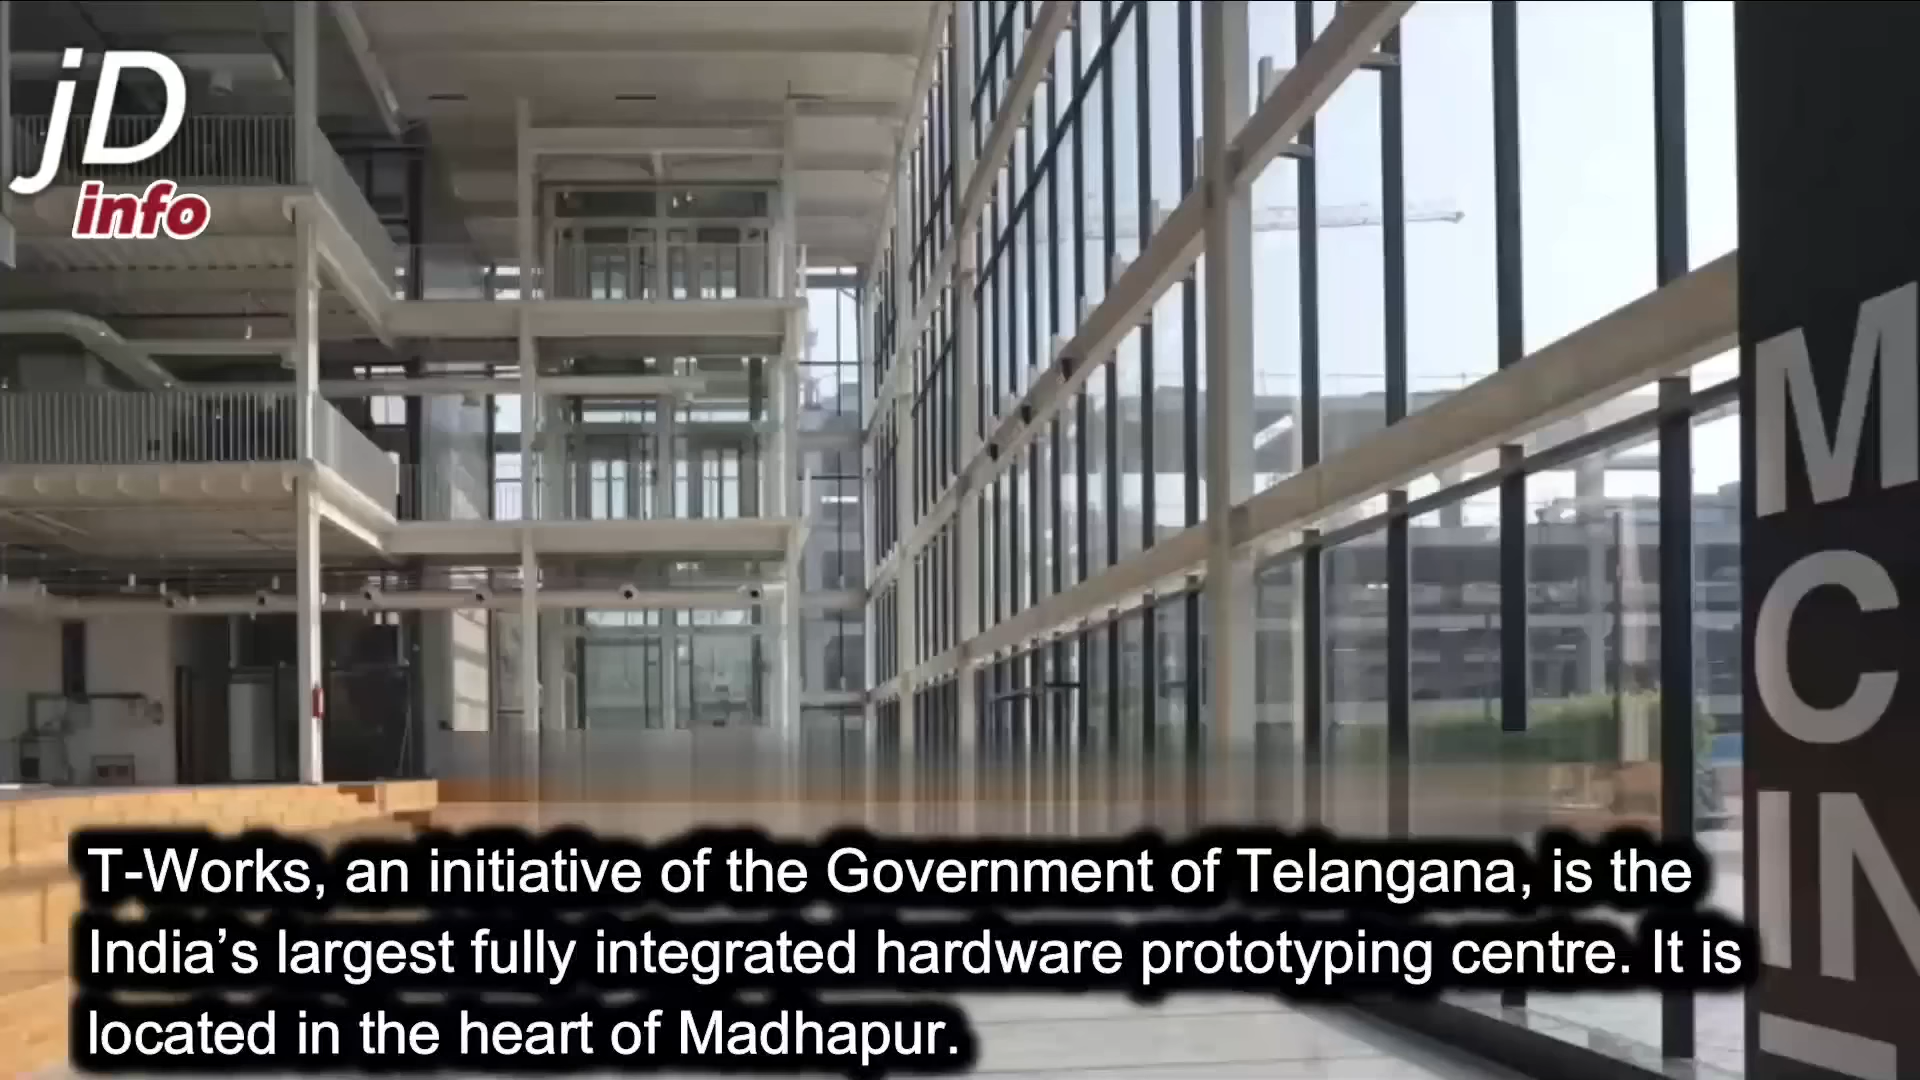 jD
info
M
C
IN
T-Works, an initiative of the Government of Telangana, is the
India’s largest fully integrated hardware prototyping centre. It is
located in the heart of Madhapur.